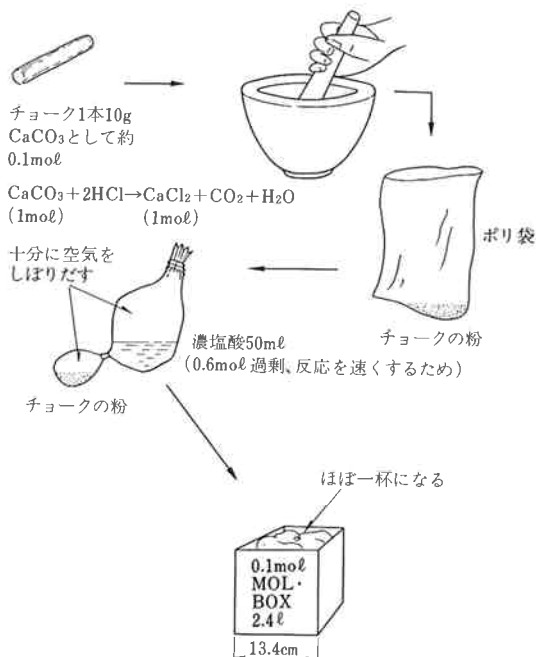 チョーク1本10g
CaCO₃として約
0.1molℓ
CaCO₃+2HCl→CaCl₂+CO₂+H₂O
(1molℓ) (1molℓ)
ポリ袋
チョークの粉
十分に空気を
しぼりだす
濃塩酸50mℓ
(0.6molℓ過剰、反応を速くするため)
チョークの粉
ほぼ一杯になる
0.1molℓ
MOL・
BOX
2.4ℓ
13.4cm